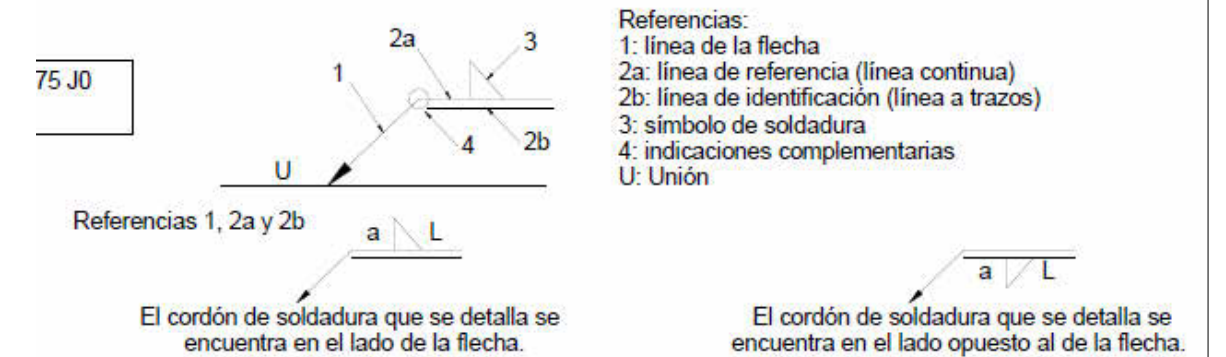 75 J0
2a
3
1
4
2b
U
Referencias:
1: línea de la flecha
2a: línea de referencia (línea continua)
2b: línea de identificación (línea a trazos)
3: símbolo de soldadura
4: indicaciones complementarias
U: Unión
Referencias 1, 2a y 2b
a L
El cordón de soldadura que se detalla se
encuentra en el lado de la flecha.
a L
El cordón de soldadura que se detalla se
encuentra en el lado opuesto al de la flecha.